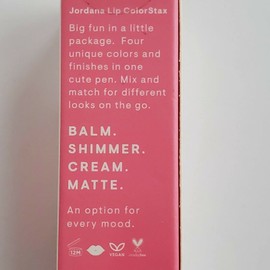 Jordana Lip ColorStax
Big fun in a little
package. Four
unique colors and
finishes in one
cute pen. Mix and
match for different
looks on the go.
BALM.
SHIMMER.
CREAM.
MATTE.
An option for
every mood.
12M
VEGAN